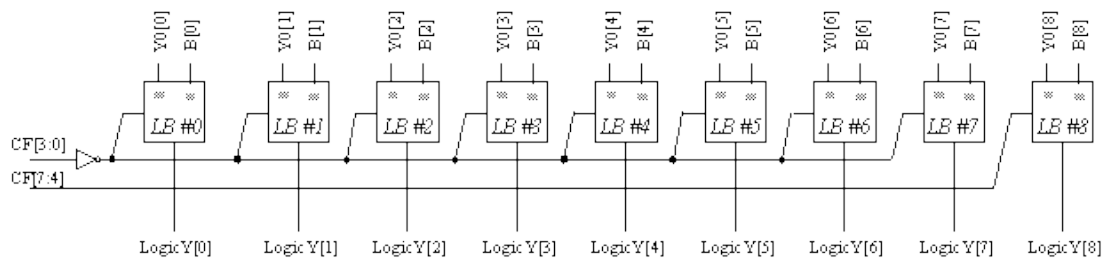 Y0[0] B[0] Y0[1] B[1] Y0[2] B[2] Y0[3] B[3] Y0[4] B[4] Y0[5] B[5] Y0[6] B[6] Y0[7] B[7] Y0[8] B[8]
LB #0 LB #1 LB #2 LB #3 LB #4 LB #5 LB #6 LB #7 LB #8
CF[3:0]
CF[7:4]
LogicY[0] LogicY[1] LogicY[2] LogicY[3] LogicY[4] LogicY[5] LogicY[6] LogicY[7] LogicY[8]